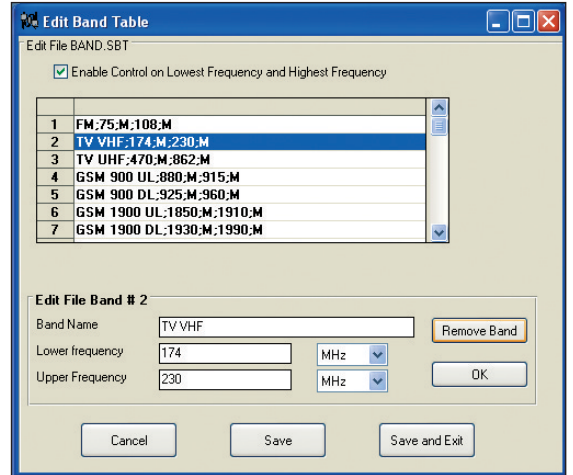 Edit Band Table
Edit File BAND.SBT
Enable Control on Lowest Frequency and Highest Frequency
1 FM;75;M;108;M
2 TV VHF;174;M;230;M
3 TV UHF;470;M;862;M
4 GSM 900 UL;880;M;915;M
5 GSM 900 DL;925;M;960;M
6 GSM 1900 UL;1850;M;1910;M
7 GSM 1900 DL;1930;M;1990;M
Edit File Band # 2
Band Name TV VHF Remove Band
Lower frequency 174 MHz
Upper Frequency 230 MHz OK
Cancel Save Save and Exit